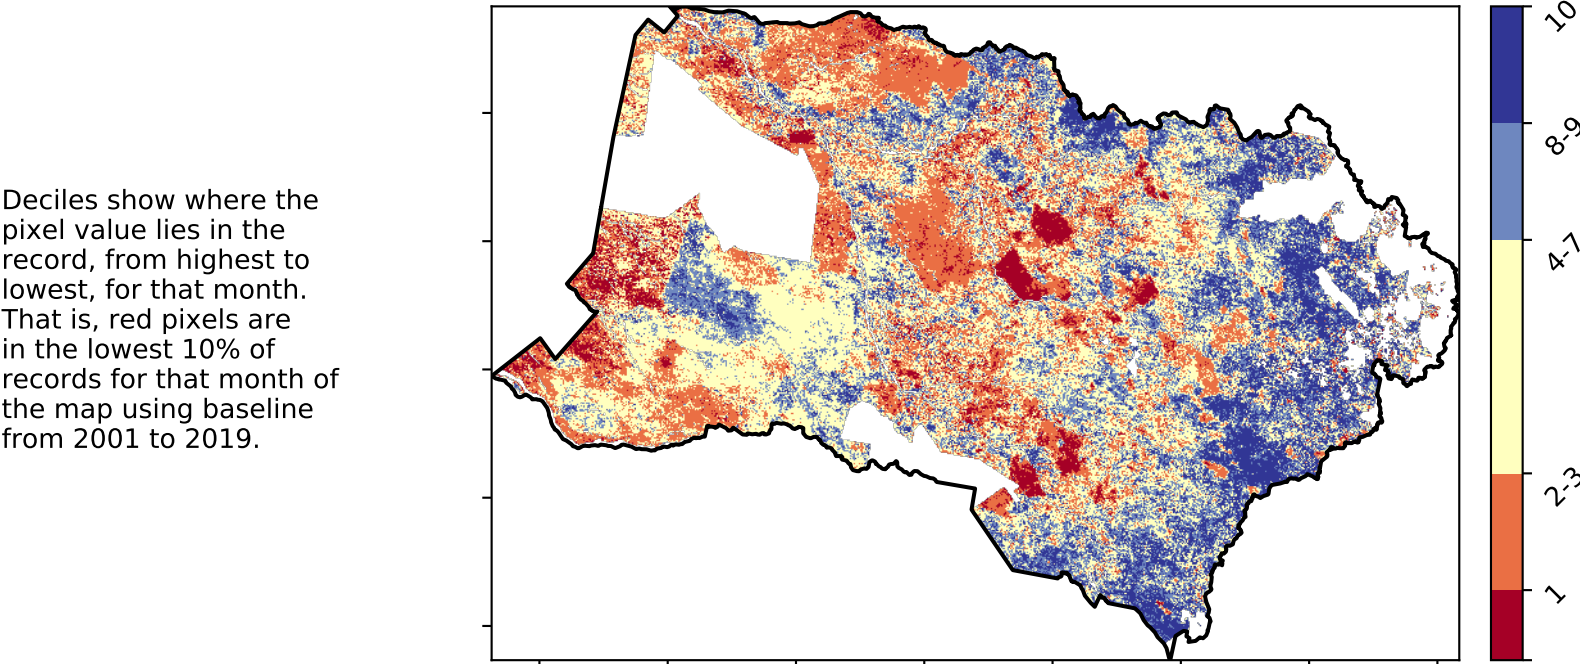 Deciles show where the
pixel value lies in the
record, from highest to
lowest, for that month.
That is, red pixels are
in the lowest 10% of
records for that month of
the map using baseline
from 2001 to 2019.
10
8-9
4-7
2-3
1